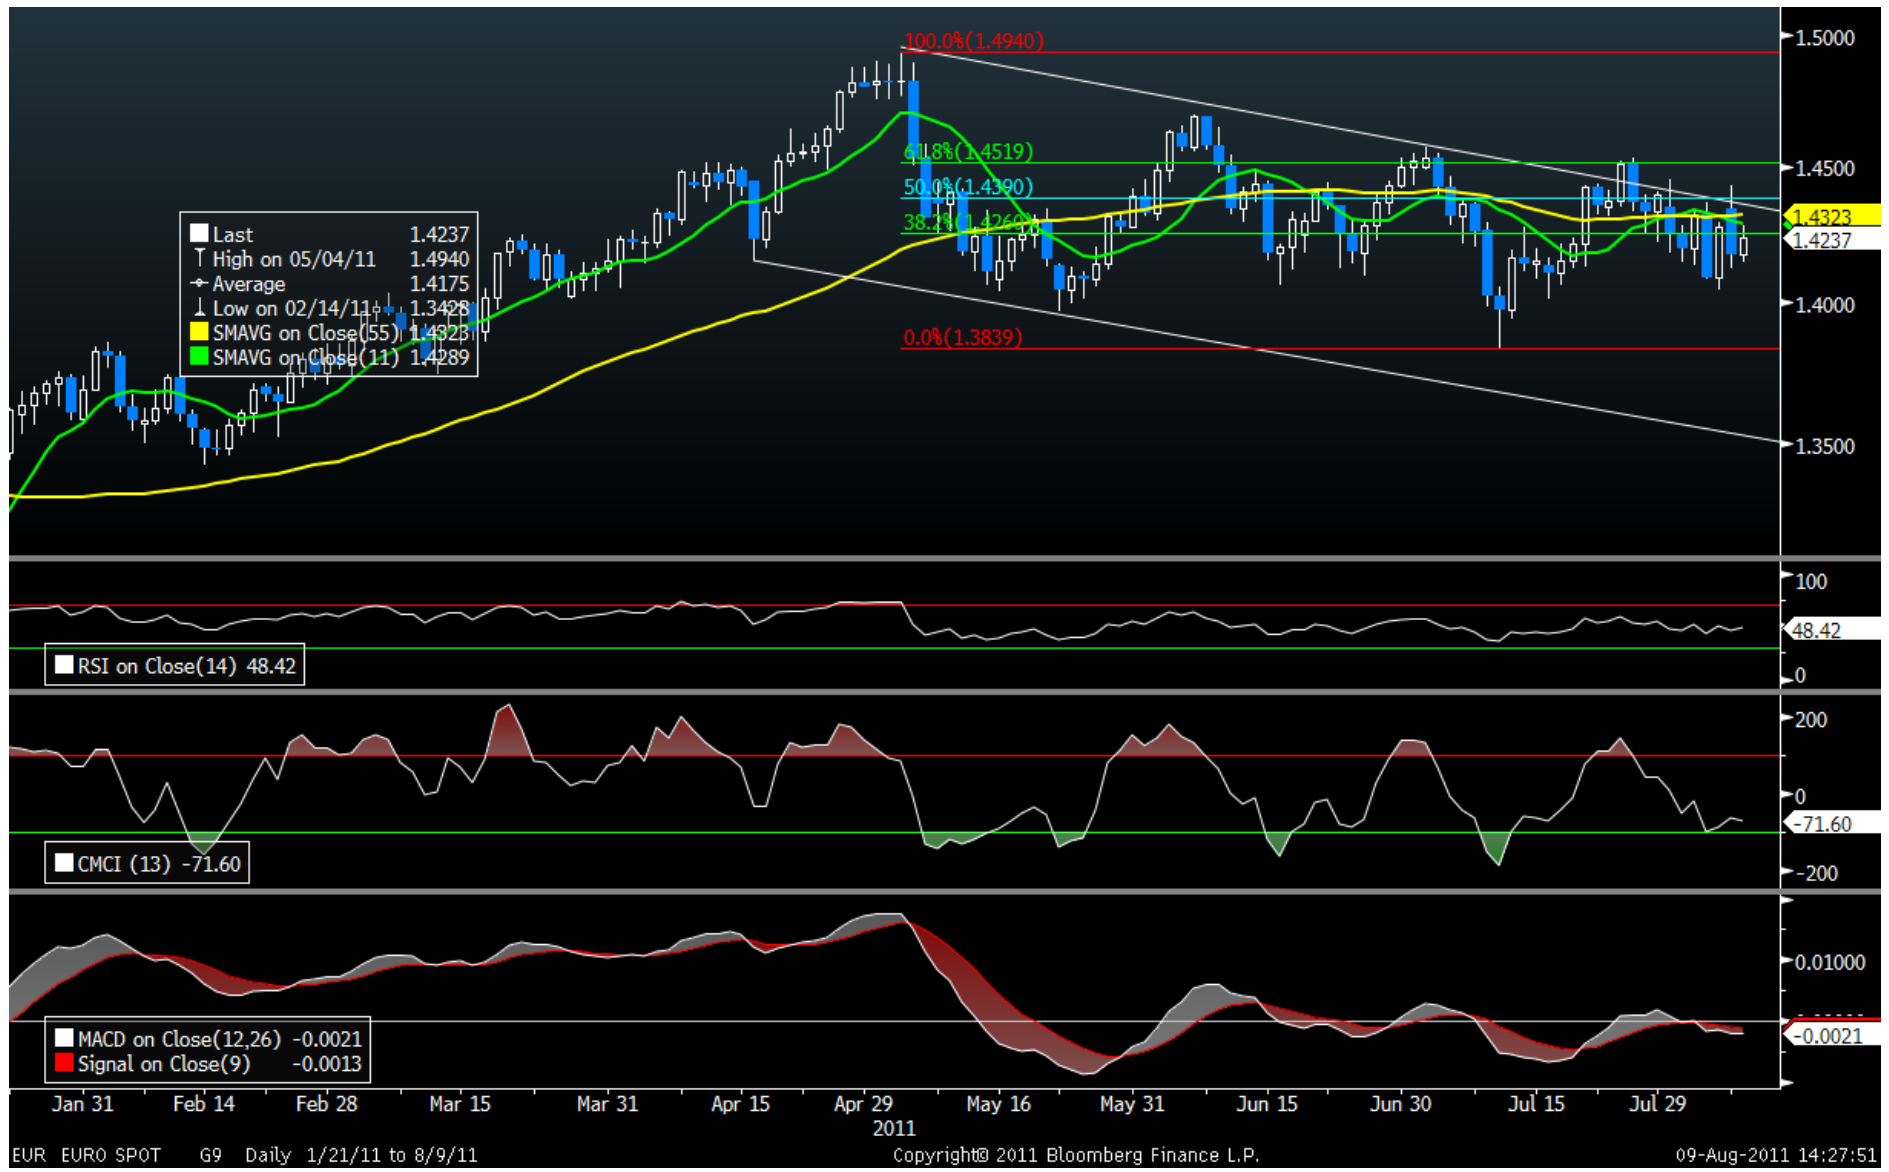 100.0%(1.4940)
1.5000
61.8%(1.4519)
1.4500
50.0%(1.4390)
38.2%(1.4260)
1.4323
1.4237
Last 1.4237
High on 05/04/11 1.4940
Average 1.4175
Low on 02/14/11 1.3428
SMAVG on Close(55) 1.4323
SMAVG on Close(11) 1.4289
1.4000
0.0%(1.3839)
1.3500
100
48.42
RSI on Close(14) 48.42
0
200
0
-71.60
CMCI (13) -71.60
-200
0.01000
MACD on Close(12,26) -0.0021
Signal on Close(9) -0.0013
-0.0021
Jan 31 Feb 14 Feb 28 Mar 15 Mar 31 Apr 15 Apr 29 May 16 May 31 Jun 15 Jun 30 Jul 15 Jul 29
2011
EUR EURO SPOT G9 Daily 1/21/11 to 8/9/11 Copyright© 2011 Bloomberg Finance L.P. 09-Aug-2011 14:27:51